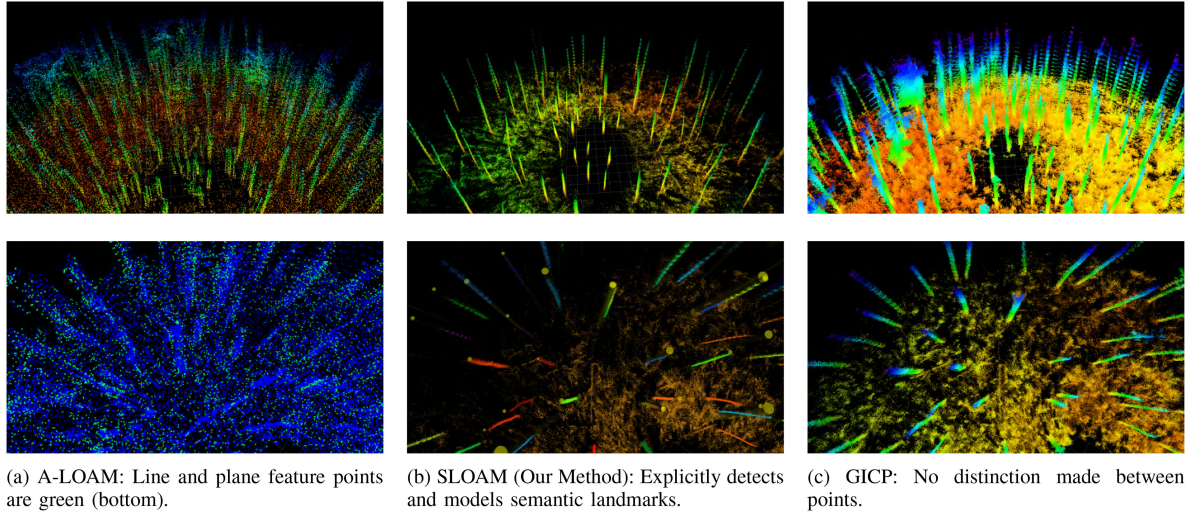 (a) A-LOAM: Line and plane feature points
are green (bottom).
(b) SLOAM (Our Method): Explicitly detects
and models semantic landmarks.
(c) GICP: No distinction made between
points.